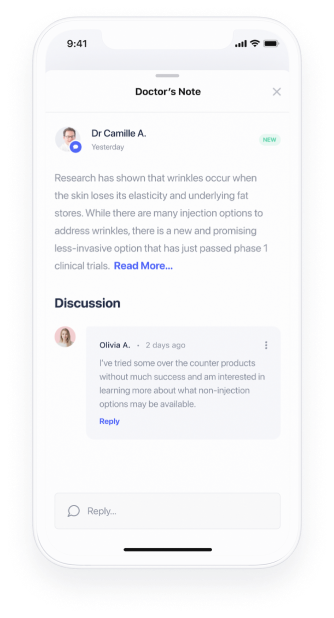 9:41
Doctor's Note
Dr Camille A.
NEW
Yesterday
Research has shown that wrinkles occur when
the skin loses its elasticity and underlying fat
stores. While there are many injection options to
address wrinkles, there is a new and promising
less-invasive option that has just passed phase 1
clinical trials. Read More...
Discussion
Olivia A. • 2 days ago
I've tried some over the counter products
without much success and am interested in
learning more about what non-injection
options may be available.
Reply
Reply...